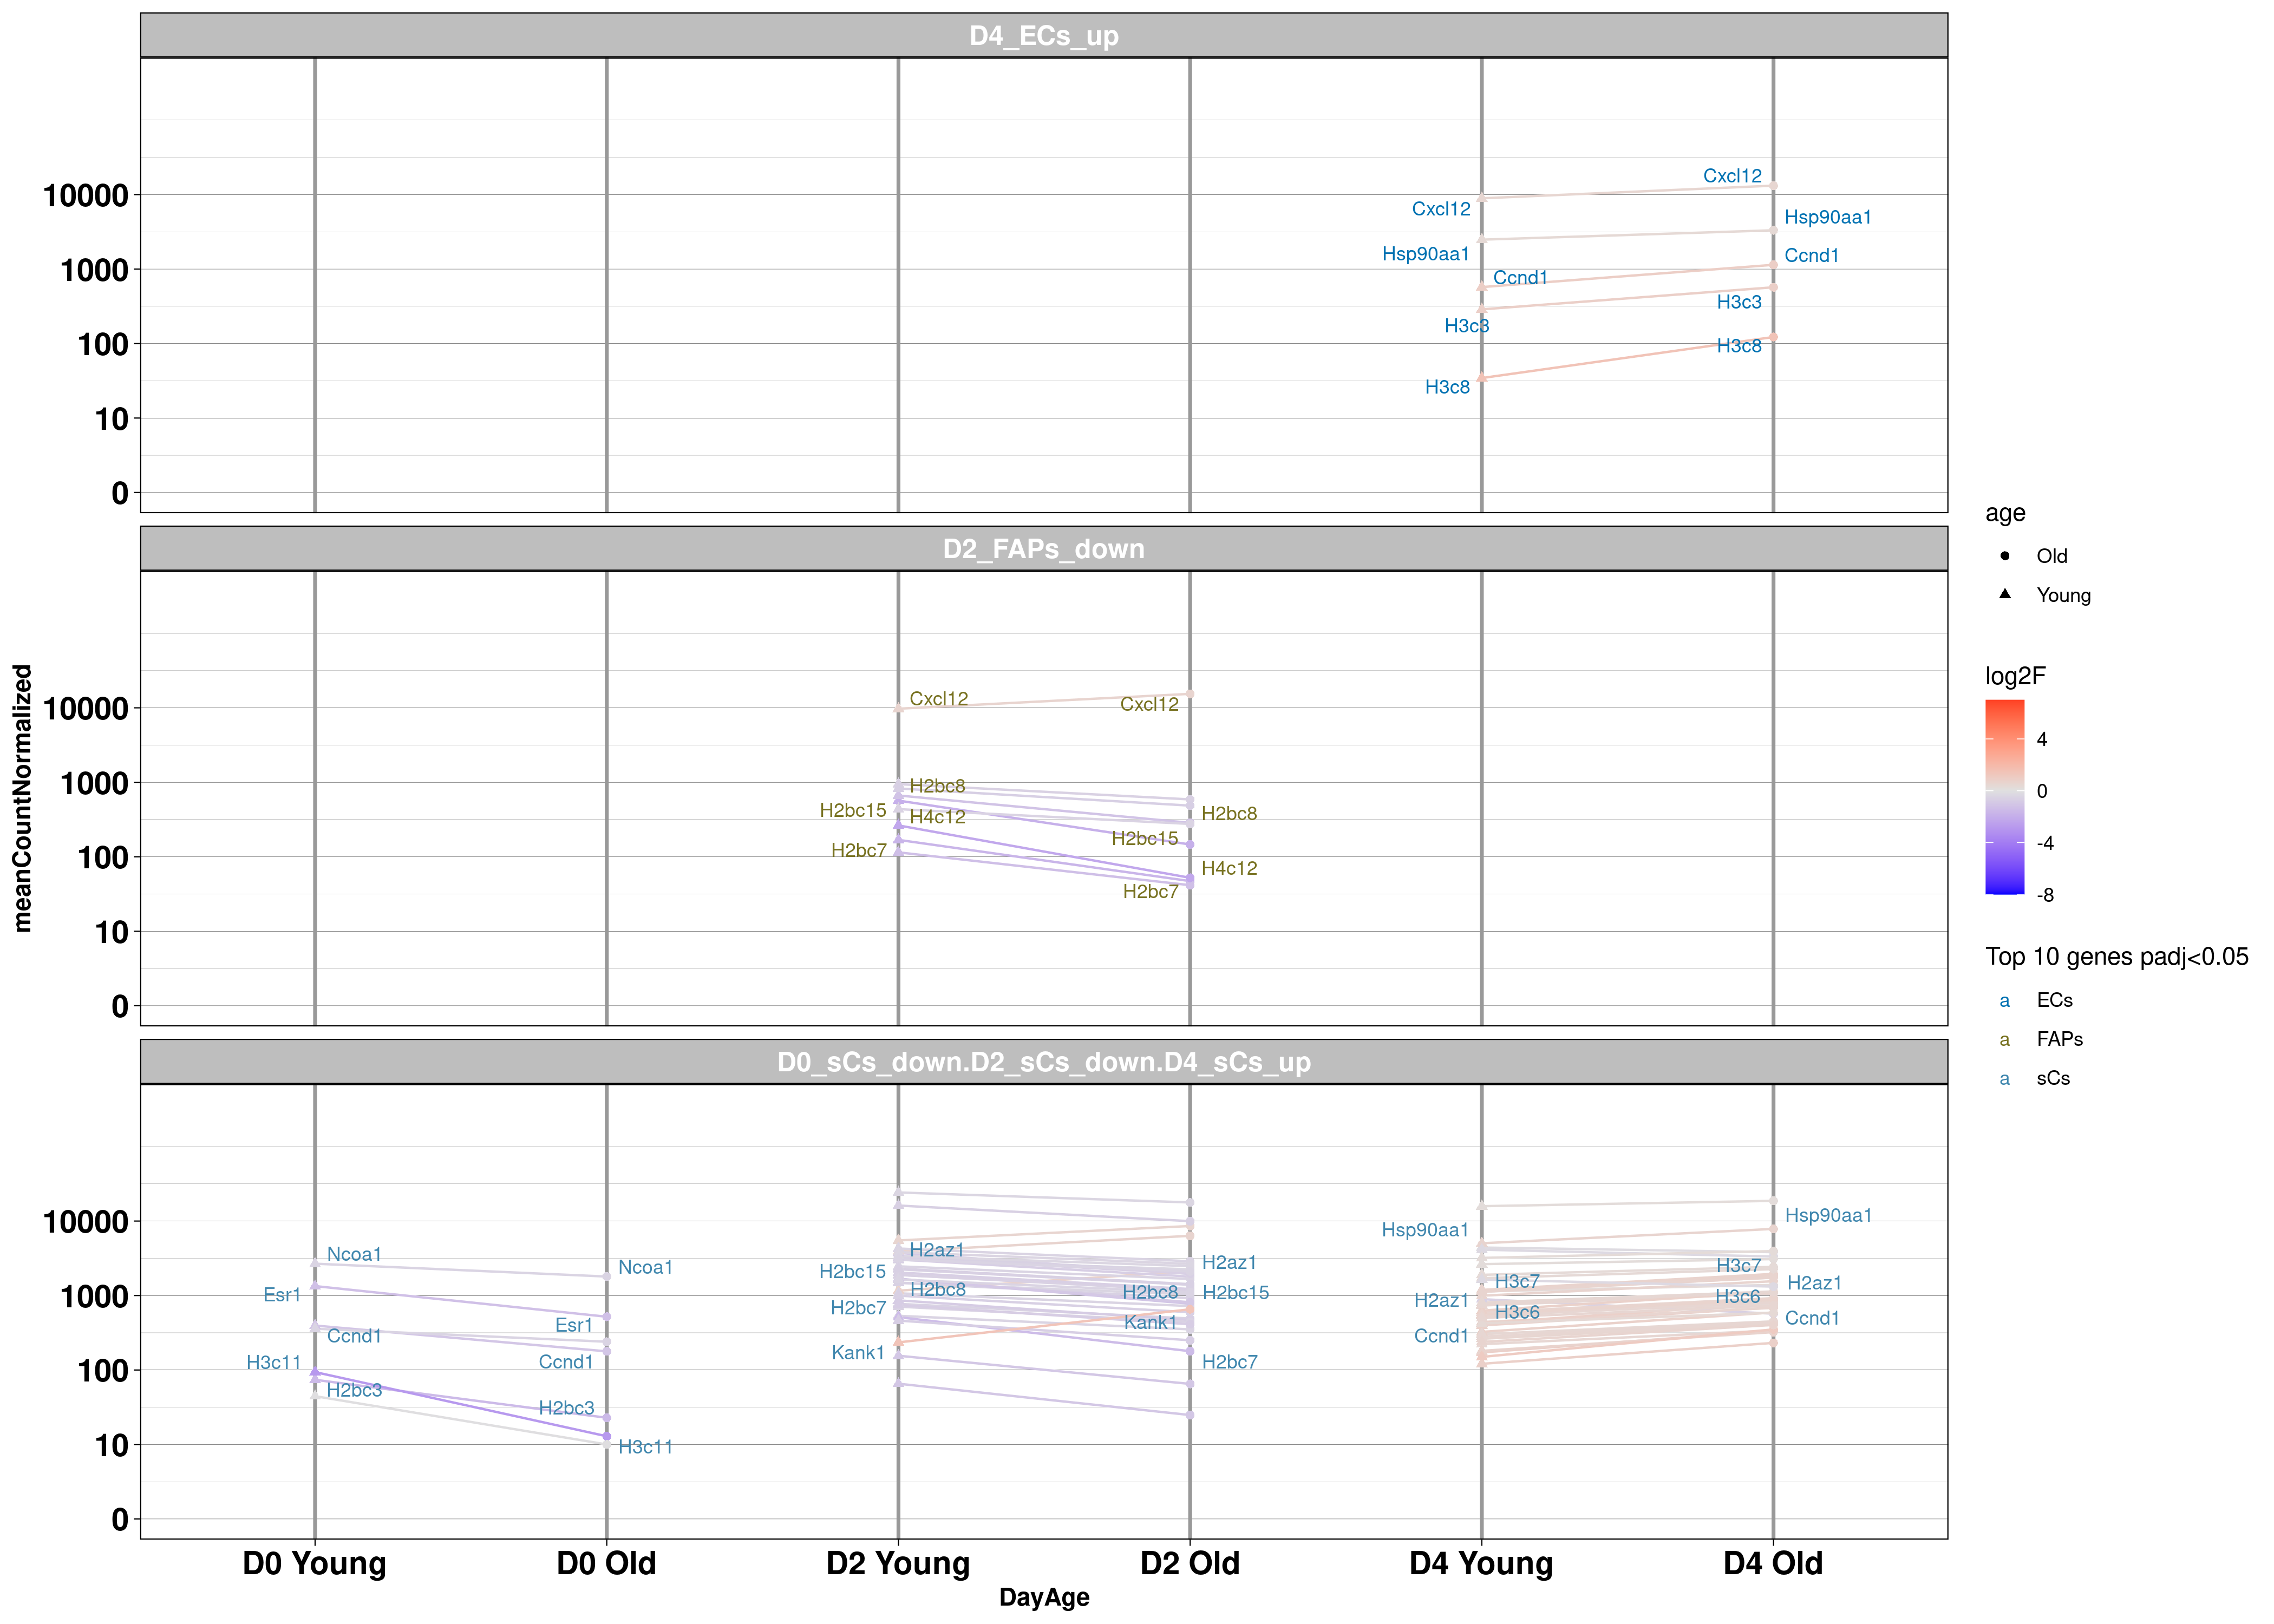 D4_ECs_up
10000
1000
100
10
0
Cxcl12
Cxcl12
Hsp90aa1
Hsp90aa1
Ccnd1
Ccnd1
H3c3
H3c3
H3c8
H3c8
D2_FAPs_down
10000
1000
100
10
0
Cxcl12
Cxcl12
H2bc8
H2bc15
H2bc8
H4c12
H2bc15
H2bc7
H4c12
H2bc7
D0_sCs_down.D2_sCs_down.D4_sCs_up
10000
1000
100
10
0
Ncoa1
Ncoa1
Esr1
Esr1
Ccnd1
Ccnd1
H3c11
H2bc3
H2bc3
H3c11
H2az1
H2az1
H2bc15
H2bc8
H2bc8
H2bc15
H2bc7
Kank1
Kank1
H2bc7
Hsp90aa1
Hsp90aa1
H3c7
H3c7
H2az1
H2az1
H3c6
H3c6
Ccnd1
Ccnd1
D0 Young
D0 Old
D2 Young
D2 Old
D4 Young
D4 Old
DayAge
meanCountNormalized
age
Old
Young
log2F
4
0
-4
-8
Top 10 genes padj<0.05
a ECs
a FAPs
a sCs